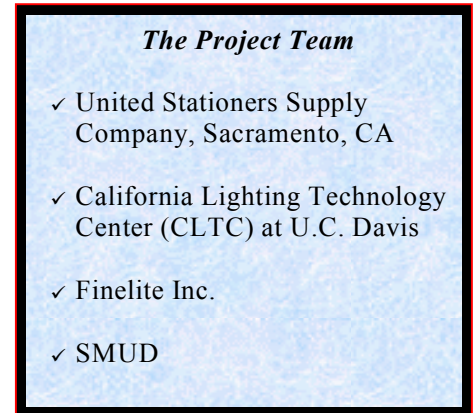 The Project Team
✓ United Stationers Supply
Company, Sacramento, CA
✓ California Lighting Technology
Center (CLTC) at U.C. Davis
✓ Finelite Inc.
✓ SMUD